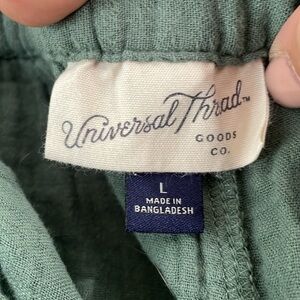 Universal Thread™
GOODS
CO.
L
MADE IN
BANGLADESH